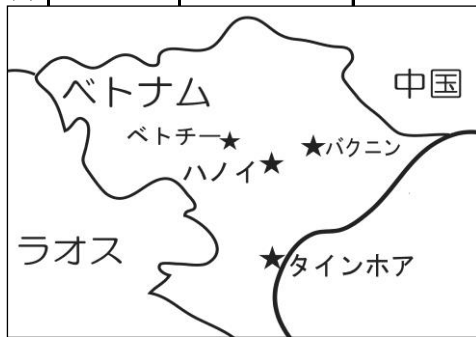 ベトナム
中国
ベトチー
バクニン
ハノイ
ラオス
タインホア